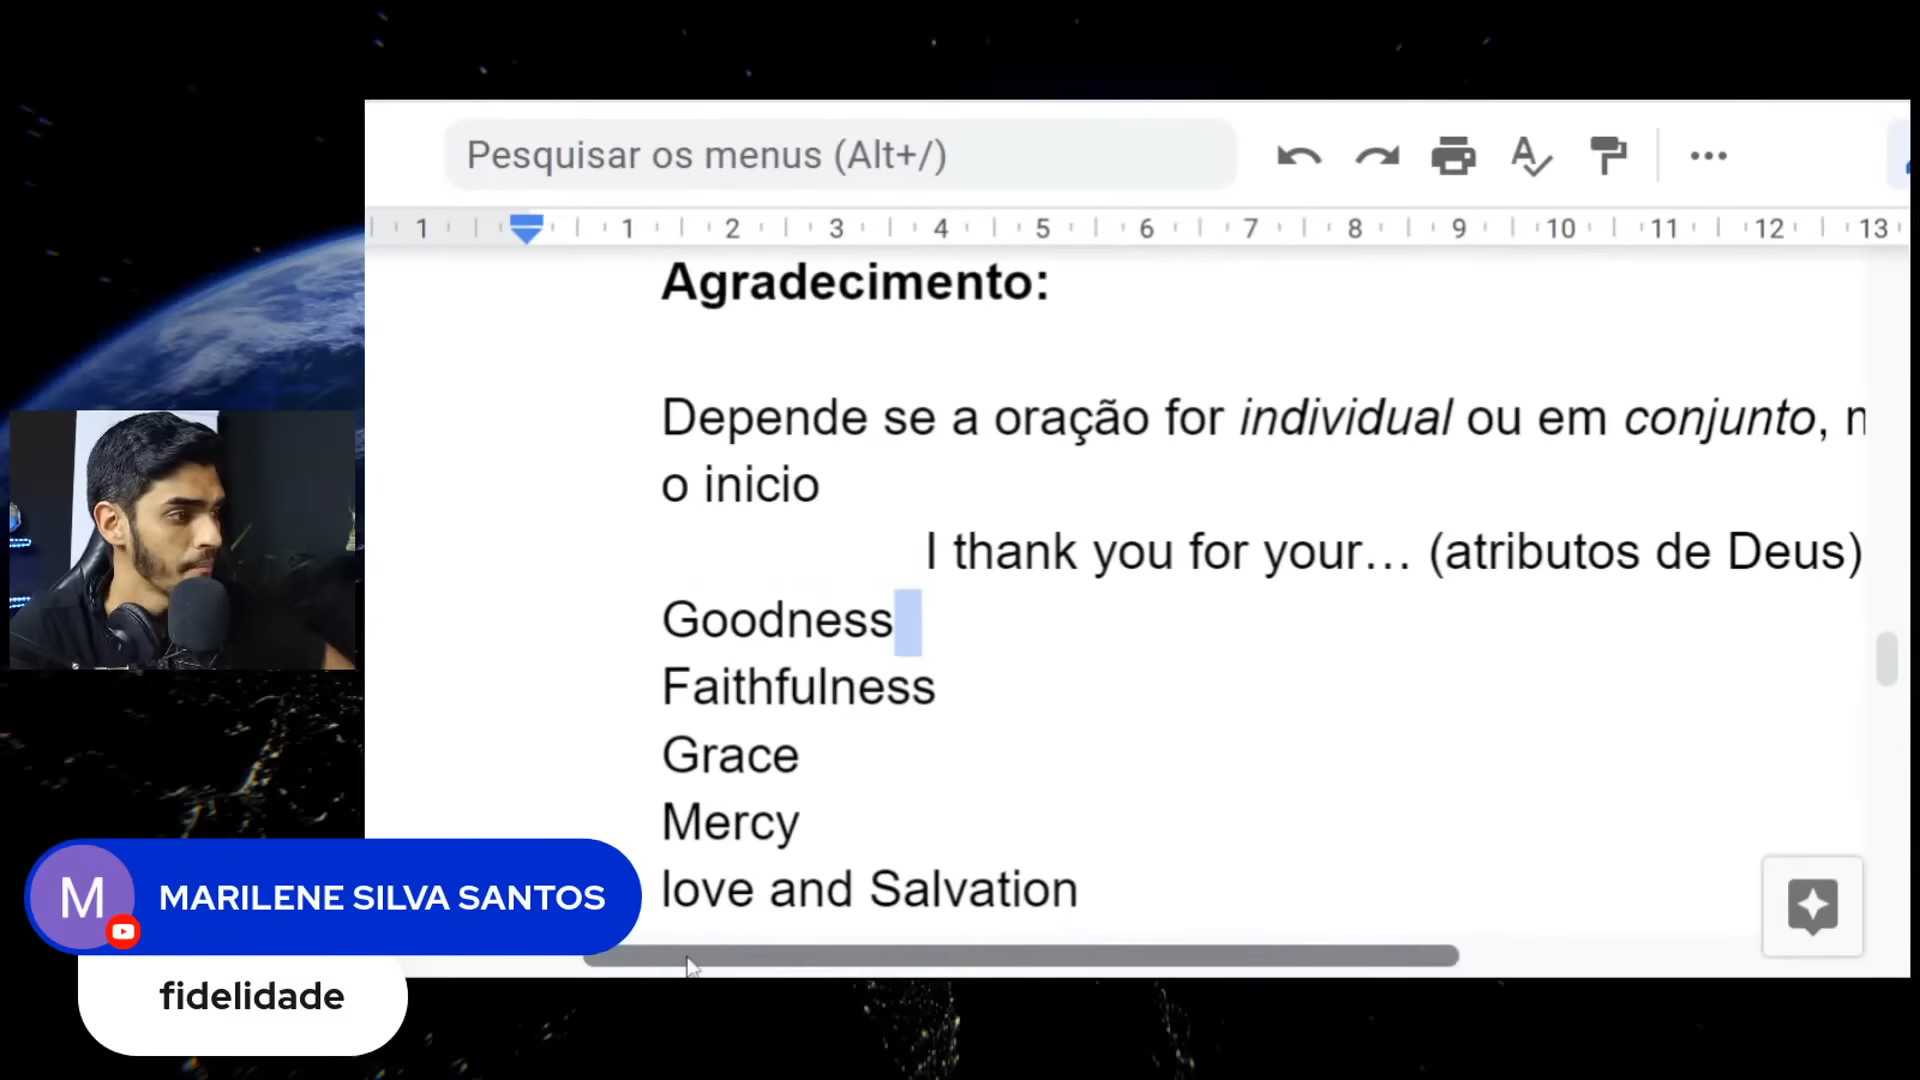 Pesquisar os menus (Alt+/)
1 1 2 3 4 5 6 7 8 9 10 11 12 13
Agradecimento:
Depende se a oração for individual ou em conjunto,
o inicio
I thank you for your... (atributos de Deus)
Goodness
Faithfulness
Grace
Mercy
love and Salvation
M MARILENE SILVA SANTOS
fidelidade